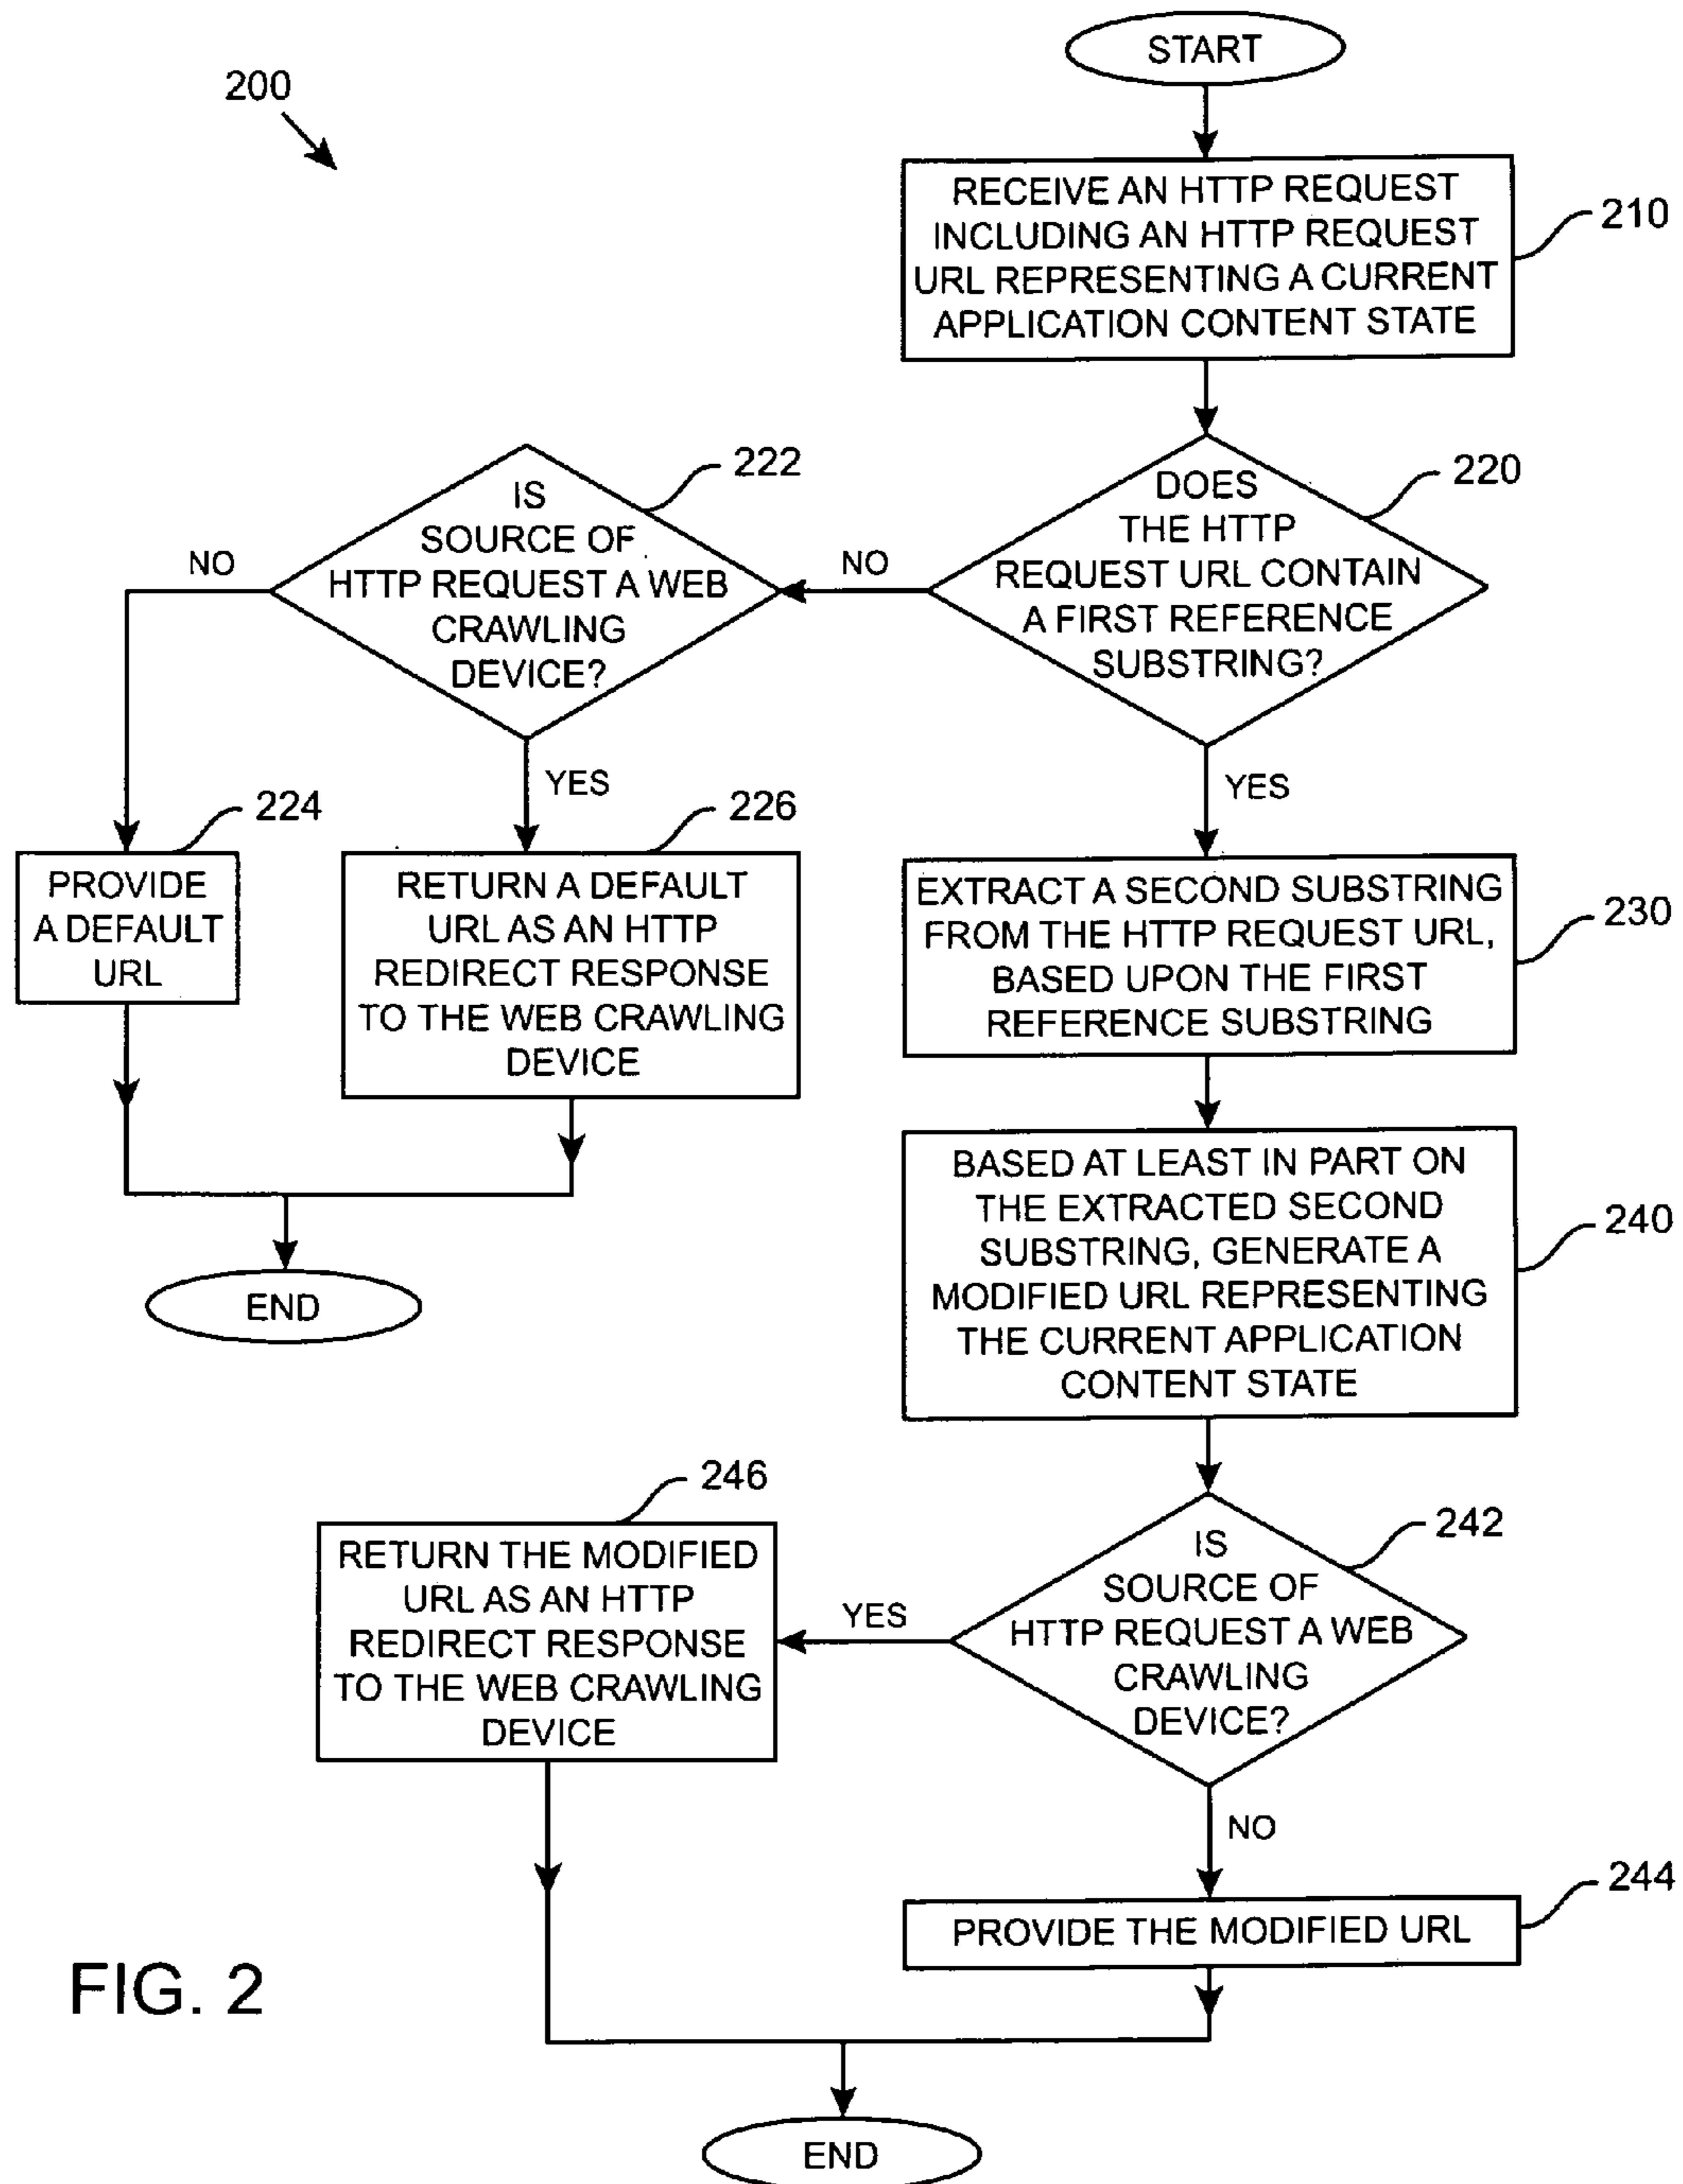 START
200
RECEIVE AN HTTP REQUEST
INCLUDING AN HTTP REQUEST
URL REPRESENTING A CURRENT
APPLICATION CONTENT STATE
210
DOES
THE HTTP
REQUEST URL CONTAIN
A FIRST REFERENCE
SUBSTRING?
220
NO
IS
SOURCE OF
HTTP REQUEST A WEB
CRAWLING
DEVICE?
222
NO
YES
YES
PROVIDE
A DEFAULT
URL
224
RETURN A DEFAULT
URL AS AN HTTP
REDIRECT RESPONSE
TO THE WEB CRAWLING
DEVICE
226
END
EXTRACT A SECOND SUBSTRING
FROM THE HTTP REQUEST URL,
BASED UPON THE FIRST
REFERENCE SUBSTRING
230
BASED AT LEAST IN PART ON
THE EXTRACTED SECOND
SUBSTRING, GENERATE A
MODIFIED URL REPRESENTING
THE CURRENT APPLICATION
CONTENT STATE
240
IS
SOURCE OF
HTTP REQUEST A WEB
CRAWLING
DEVICE?
242
YES
RETURN THE MODIFIED
URL AS AN HTTP
REDIRECT RESPONSE
TO THE WEB CRAWLING
DEVICE
246
NO
PROVIDE THE MODIFIED URL
244
END
FIG. 2